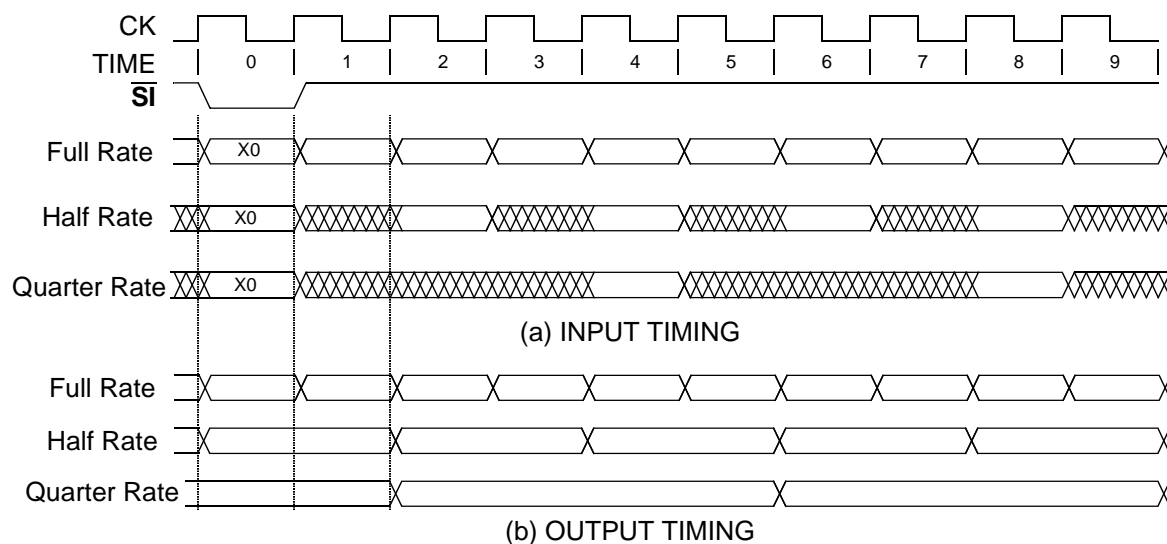 CK
TIME 0 1 2 3 4 5 6 7 8 9
SI
Full Rate X0
Half Rate X0
Quarter Rate X0
(a) INPUT TIMING
Full Rate
Half Rate
Quarter Rate
(b) OUTPUT TIMING